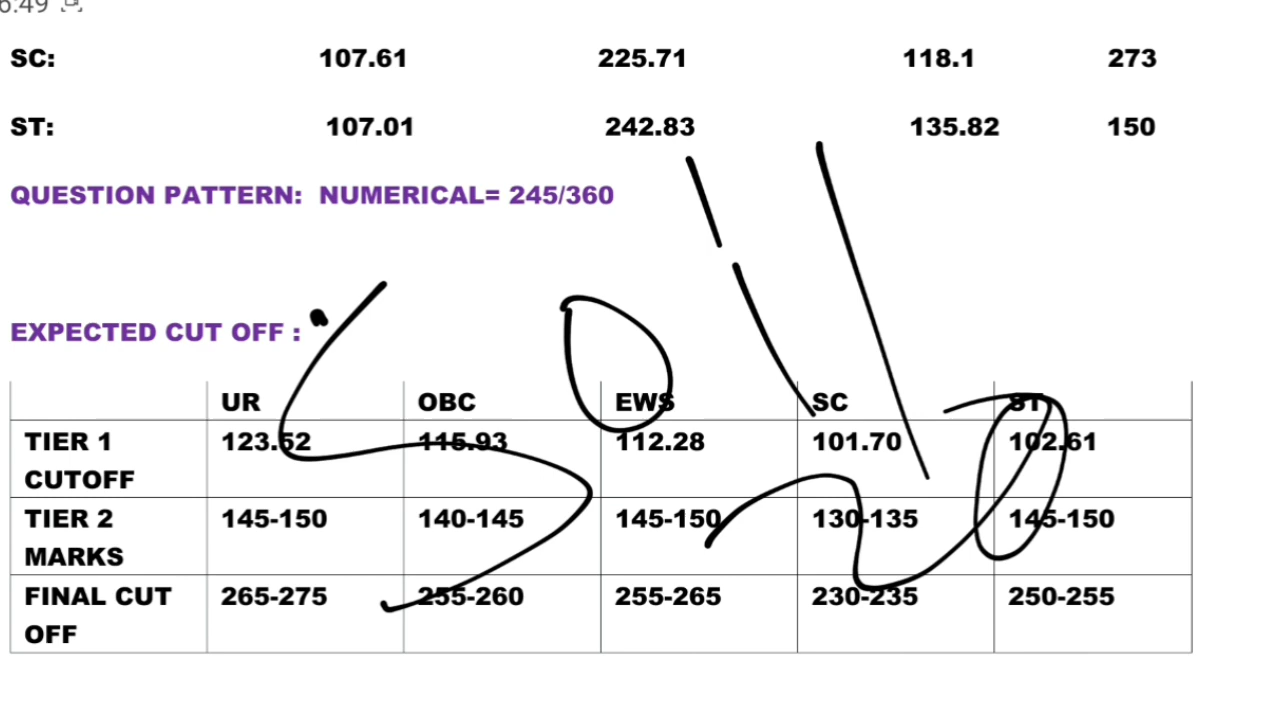 SC: 107.61 225.71 118.1 273
ST: 107.01 242.83 135.82 150
QUESTION PATTERN: NUMERICAL= 245/360
EXPECTED CUT OFF :
UR OBC EWS SC ST
TIER 1 CUTOFF 123.52 115.93 112.28 101.70 102.61
TIER 2 MARKS 145-150 140-145 145-150 130-135 145-150
FINAL CUT OFF 265-275 255-260 255-265 230-235 250-255